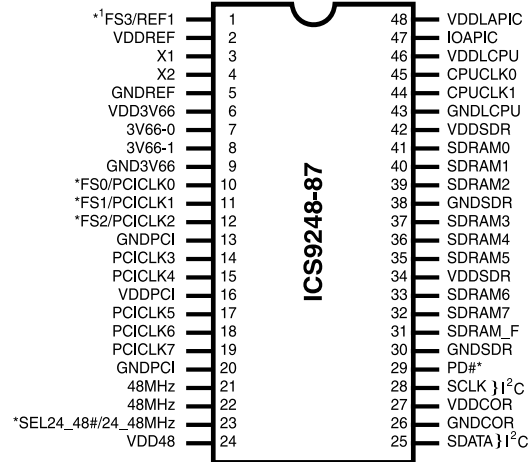 *¹FS3/REF1 1 48 VDDLAPIC
VDDREF 2 47 IOAPIC
X1 3 46 VDDLCPU
X2 4 45 CPUCLK0
GNDREF 5 44 CPUCLK1
VDD3V66 6 43 GNDLCPU
3V66-0 7 42 VDDSDR
3V66-1 8 41 SDRAM0
GND3V66 9 40 SDRAM1
*FS0/PCICLK0 10 39 SDRAM2
*FS1/PCICLK1 11 38 GNDSDR
*FS2/PCICLK2 12 37 SDRAM3
GNDPCI 13 36 SDRAM4
PCICLK3 14 35 SDRAM5
PCICLK4 15 34 VDDSDR
VDDPCI 16 33 SDRAM6
PCICLK5 17 32 SDRAM7
PCICLK6 18 31 SDRAM_F
PCICLK7 19 30 GNDSDR
GNDPCI 20 29 PD#*
48MHz 21 28 SCLK }I²C
48MHz 22 27 VDDCOR
*SEL24_48#/24_48MHz 23 26 GNDCOR
VDD48 24 25 SDATA }I²C
ICS9248-87